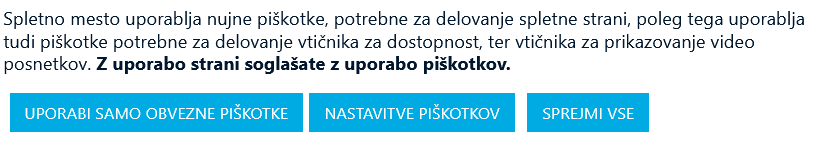 Spletno mesto uporablja nujne piškotke, potrebne za delovanje spletne strani, poleg tega uporablja
tudi piškotke potrebne za delovanje vtičnika za dostopnost, ter vtičnika za prikazovanje video
posnetkov. Z uporabo strani soglašate z uporabo piškotkov.
UPORABI SAMO OBVEZNE PIŠKOTKE NASTAVITVE PIŠKOTKOV SPREJMI VSE